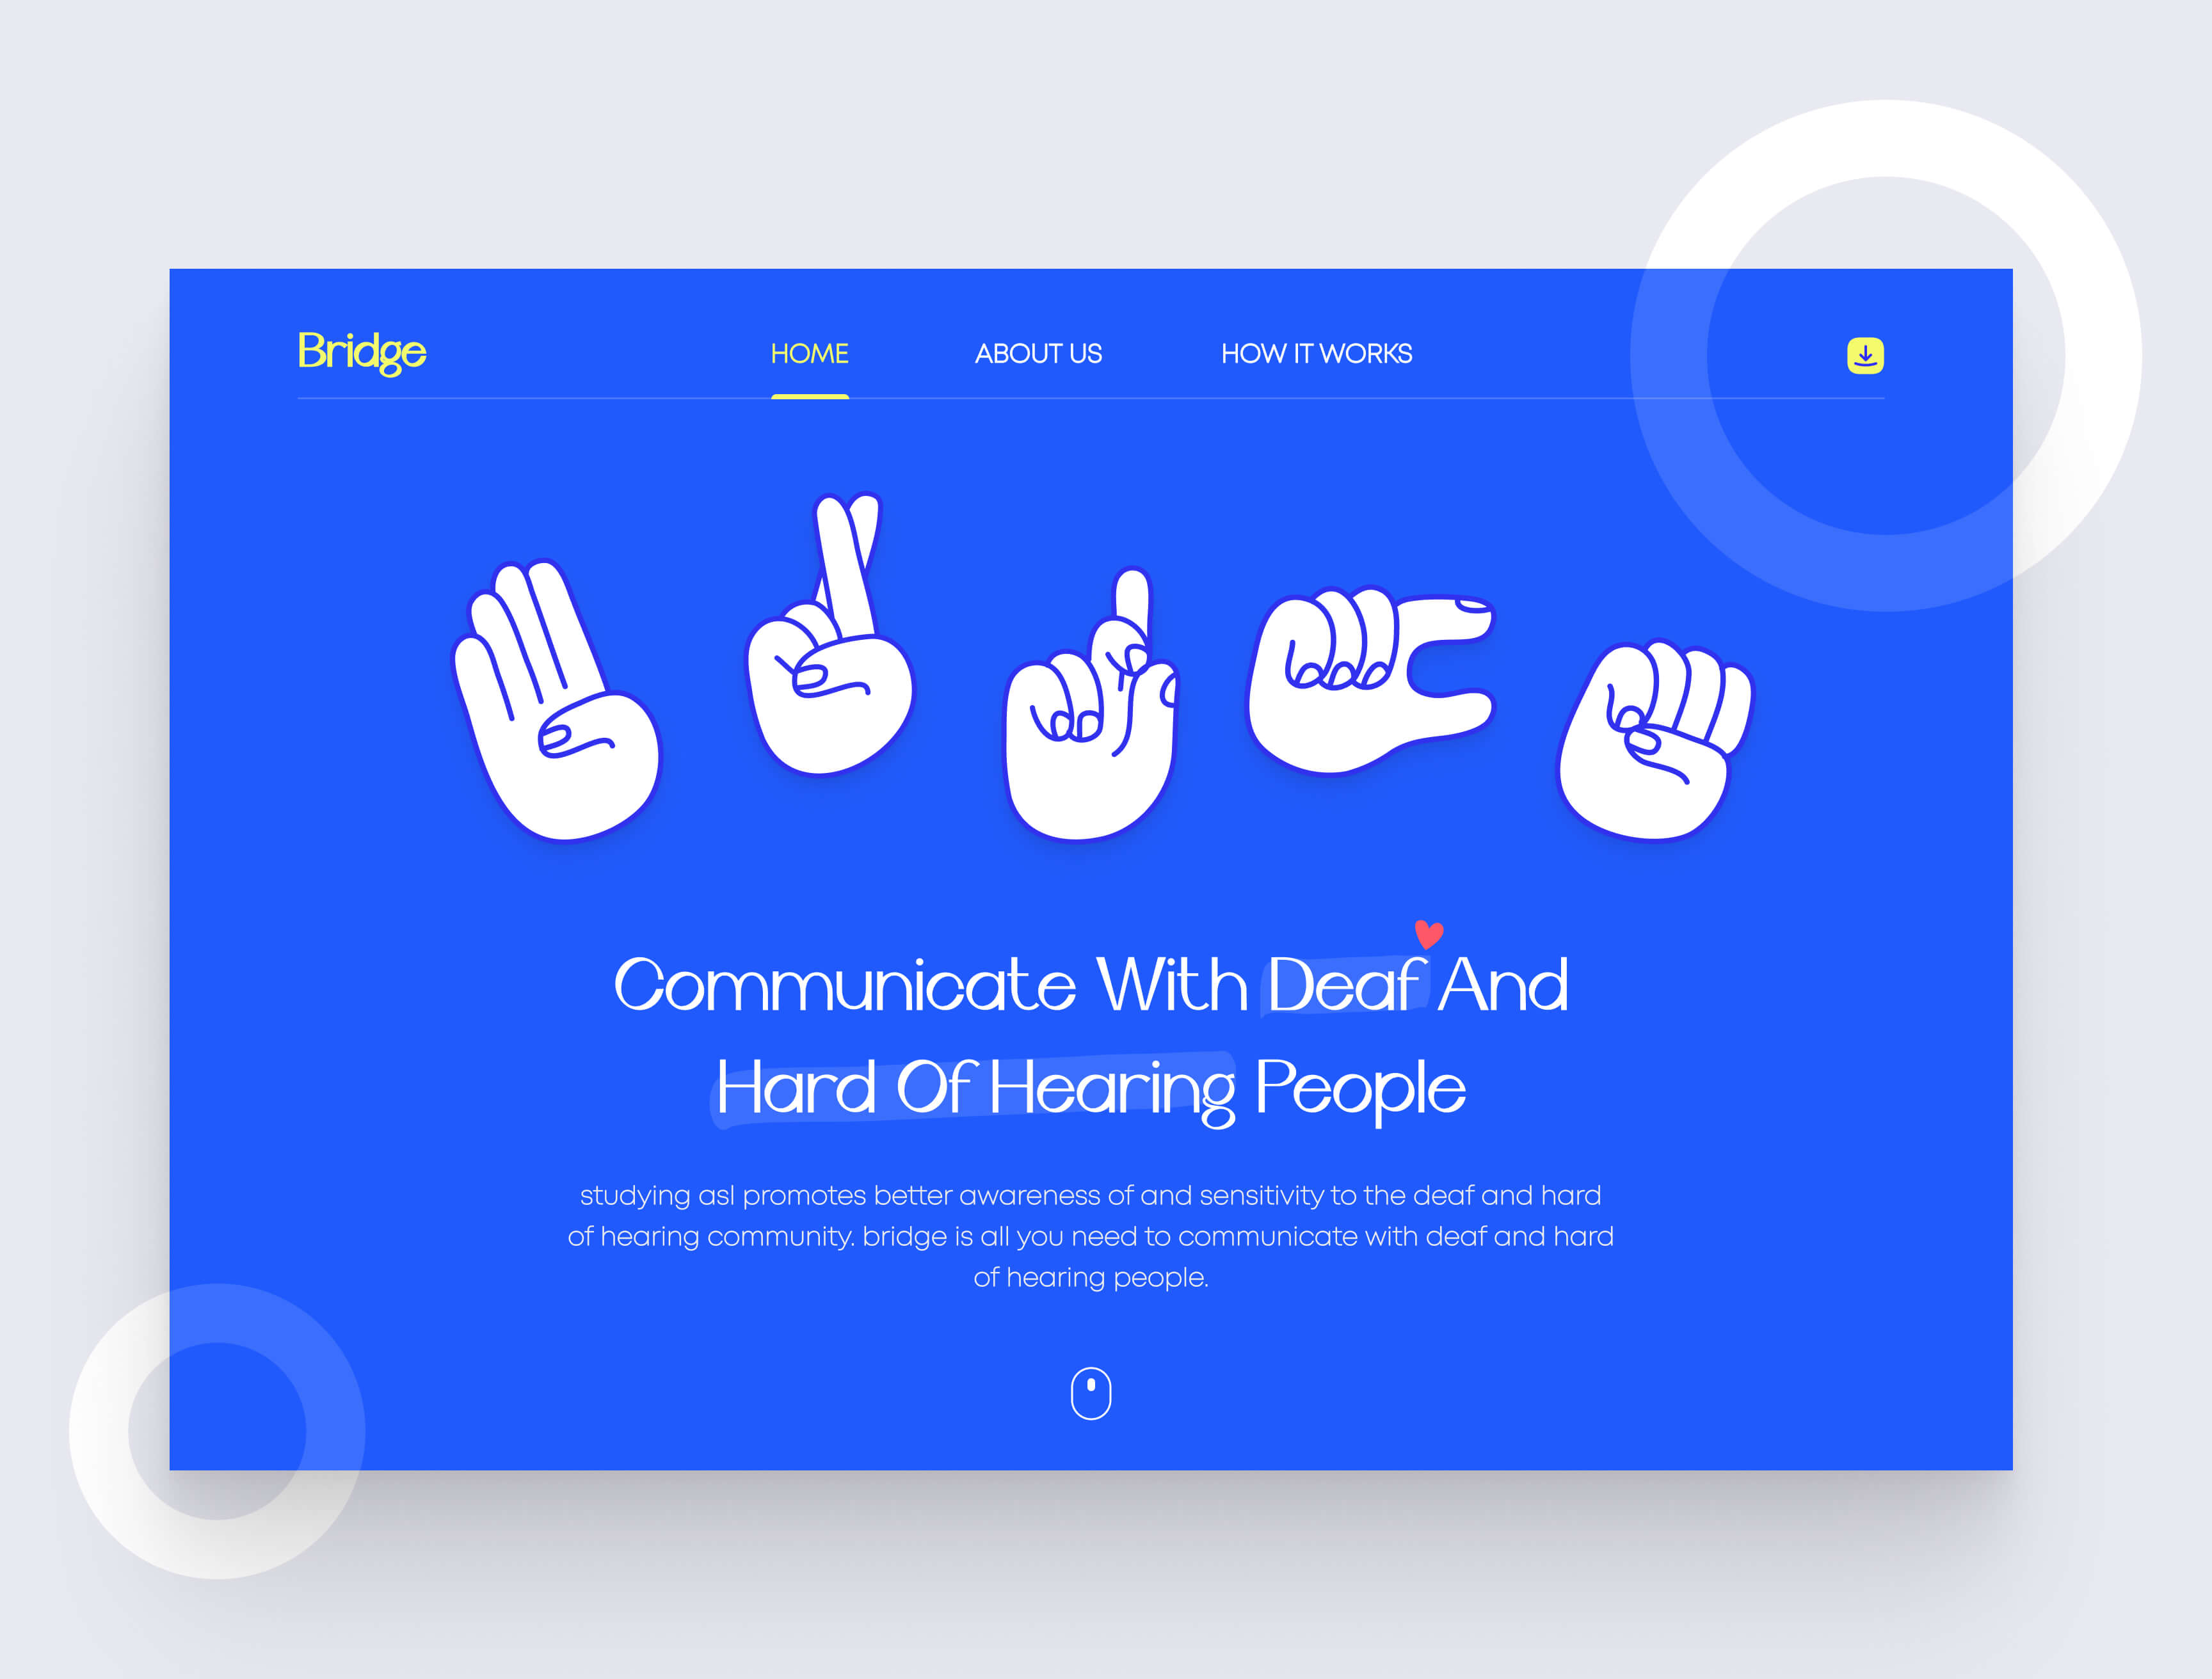 Bridge
HOME
ABOUT US
HOW IT WORKS
Communicate With Deaf And
Hard Of Hearing People
studying asl promotes better awareness of and sensitivity to the deaf and hard
of hearing community. bridge is all you need to communicate with deaf and hard
of hearing people.